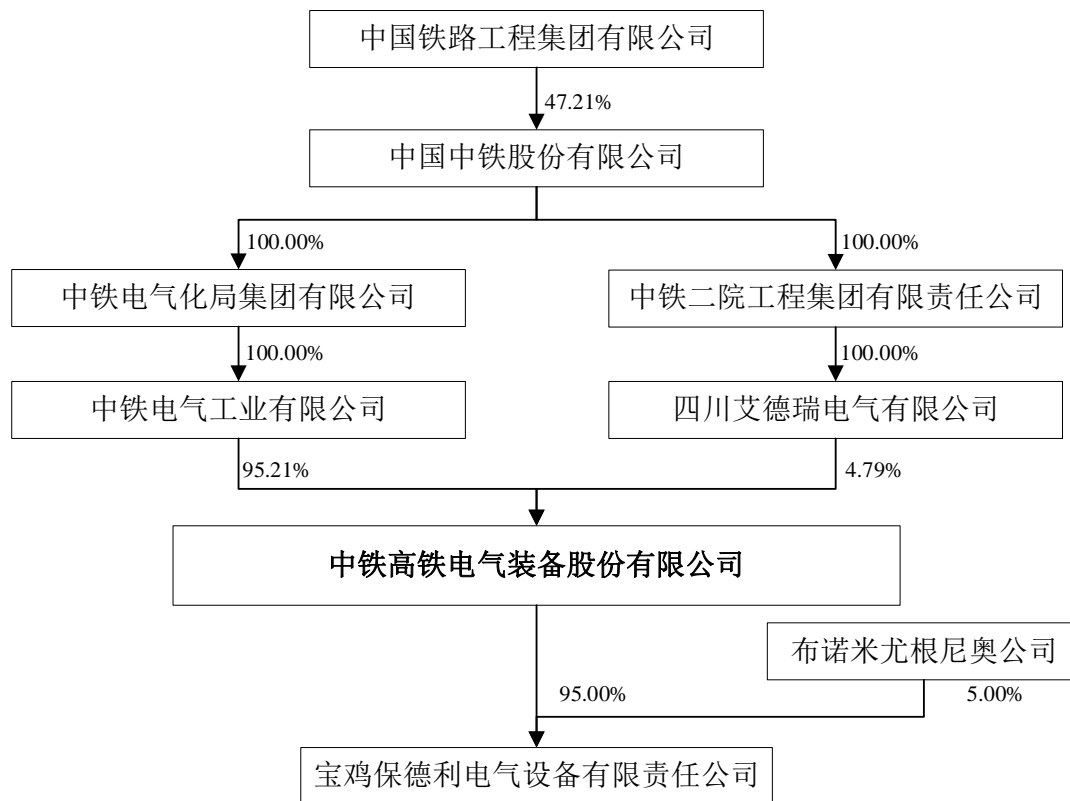 中国铁路工程集团有限公司
47.21%
中国中铁股份有限公司
100.00%
100.00%
中铁电气化局集团有限公司
中铁二院工程集团有限责任公司
100.00%
100.00%
中铁电气工业有限公司
四川艾德瑞电气有限公司
95.21%
4.79%
中铁高铁电气装备股份有限公司
布诺米尤根尼奥公司
95.00%
5.00%
宝鸡保德利电气设备有限责任公司